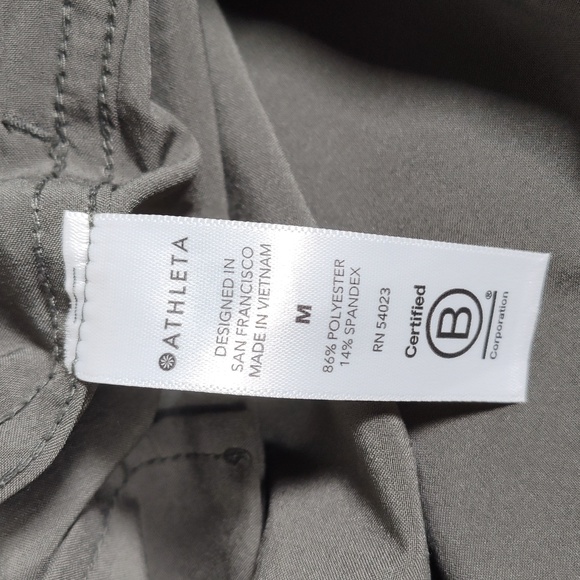 ATHLETA
DESIGNED IN
SAN FRANCISCO
MADE IN VIETNAM
M
86% POLYESTER
14% SPANDEX
RN 54023
Certified
B
®
Corporation